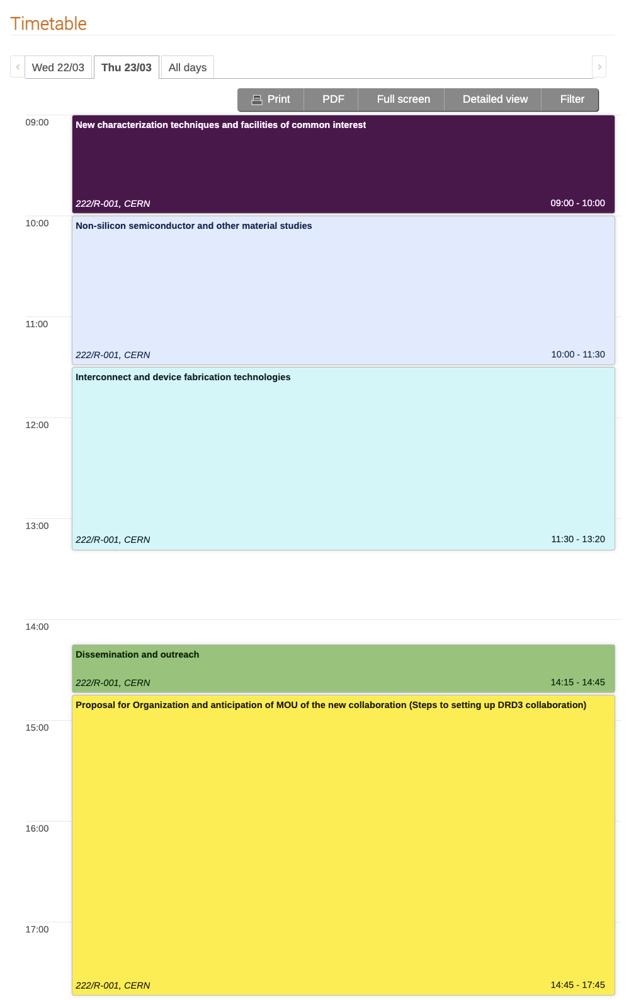 Timetable
Wed 22/03
Thu 23/03
All days
Print
PDF
Full screen
Detailed view
Filter
09:00
New characterization techniques and facilities of common interest
222/R-001, CERN
09:00 - 10:00
10:00
Non-silicon semiconductor and other material studies
11:00
222/R-001, CERN
10:00 - 11:30
Interconnect and device fabrication technologies
12:00
13:00
222/R-001, CERN
11:30 - 13:20
14:00
Dissemination and outreach
222/R-001, CERN
14:15 - 14:45
Proposal for Organization and anticipation of MOU of the new collaboration (Steps to setting up DRD3 collaboration)
15:00
16:00
17:00
222/R-001, CERN
14:45 - 17:45